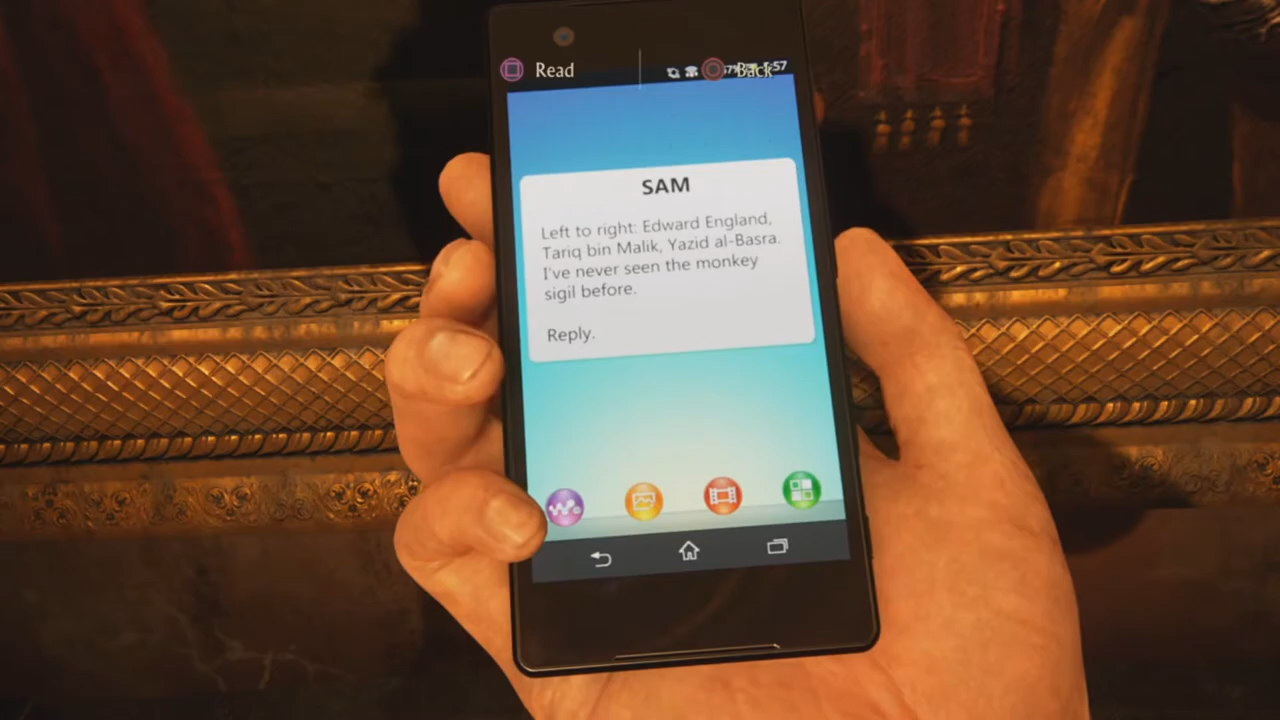 Read
Back
SAM
Left to right: Edward England,
Tariq bin Malik, Yazid al-Basra.
I've never seen the monkey
sigil before.
Reply.